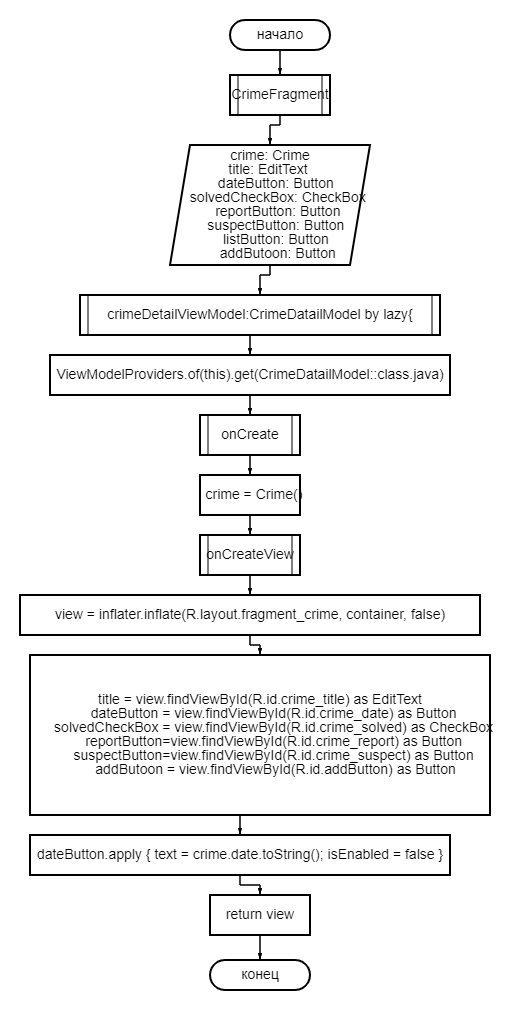 начало
CrimeFragment
crime: Crime
title: EditText
dateButton: Button
solvedCheckBox: CheckBox
reportButton: Button
suspectButton: Button
listButton: Button
addButoon: Button
crimeDetailViewModel:CrimeDatailModel by lazy{
ViewModelProviders.of(this).get(CrimeDatailModel::class.java)
onCreate
crime = Crime()
onCreateView
view = inflater.inflate(R.layout.fragment_crime, container, false)
title = view.findViewById(R.id.crime_title) as EditText
dateButton = view.findViewById(R.id.crime_date) as Button
solvedCheckBox = view.findViewById(R.id.crime_solved) as CheckBox
reportButton=view.findViewById(R.id.crime_report) as Button
suspectButton=view.findViewById(R.id.crime_suspect) as Button
addButoon = view.findViewById(R.id.addButton) as Button
dateButton.apply { text = crime.date.toString(); isEnabled = false }
return view
конец